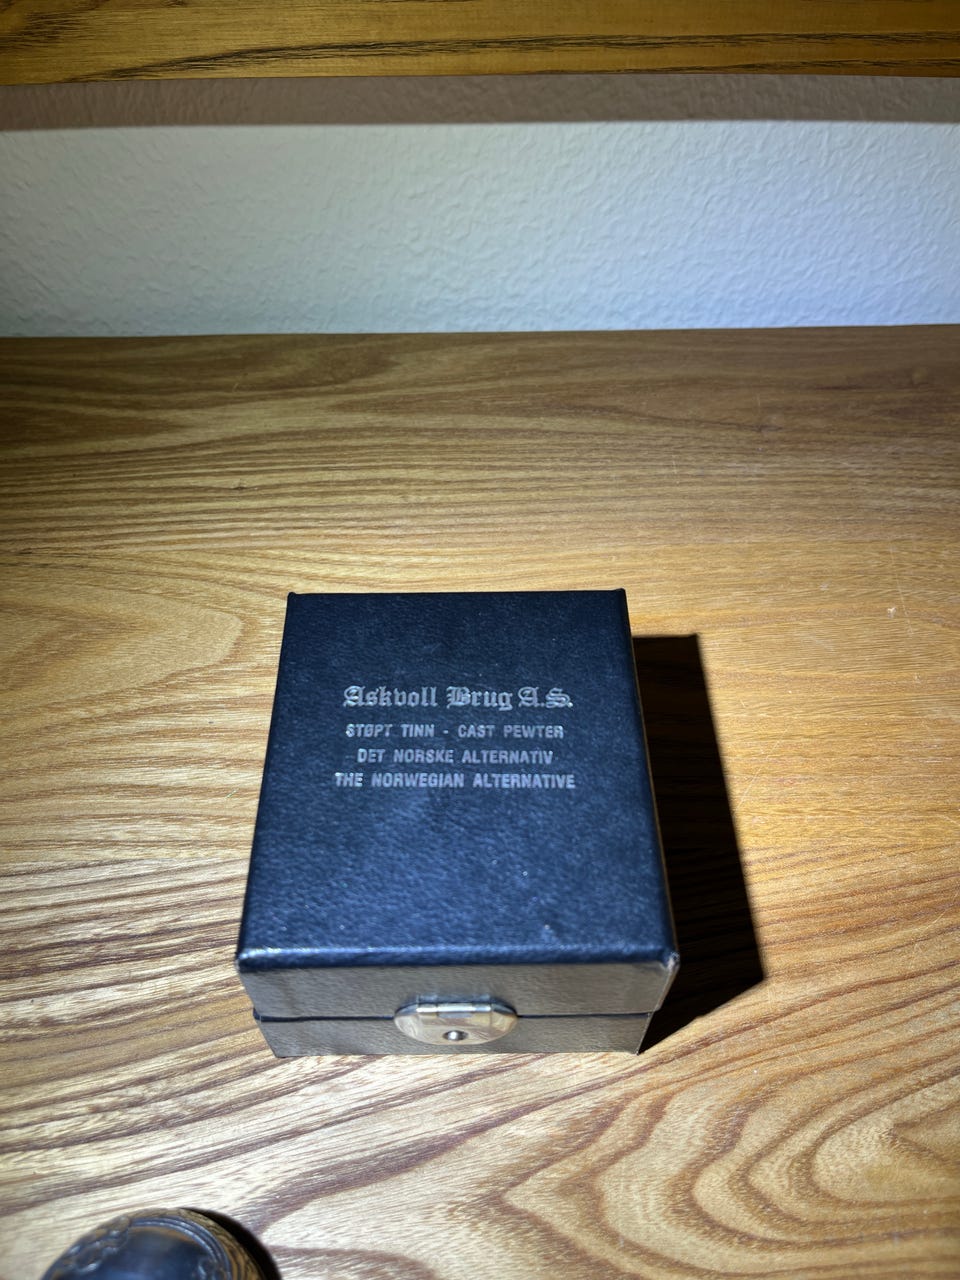 Askvoll Brug A.S.
STØPT TINN - CAST PEWTER
DET NORSKE ALTERNATIV
THE NORWEGIAN ALTERNATIVE